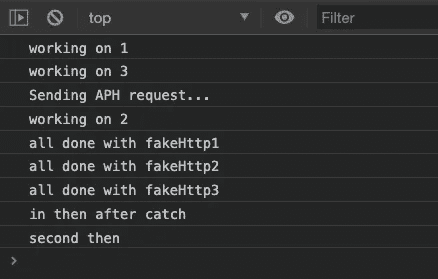 top
Filter
working on 1
working on 3
Sending APH request...
working on 2
all done with fakeHttp1
all done with fakeHttp2
all done with fakeHttp3
in then after catch
second then
>